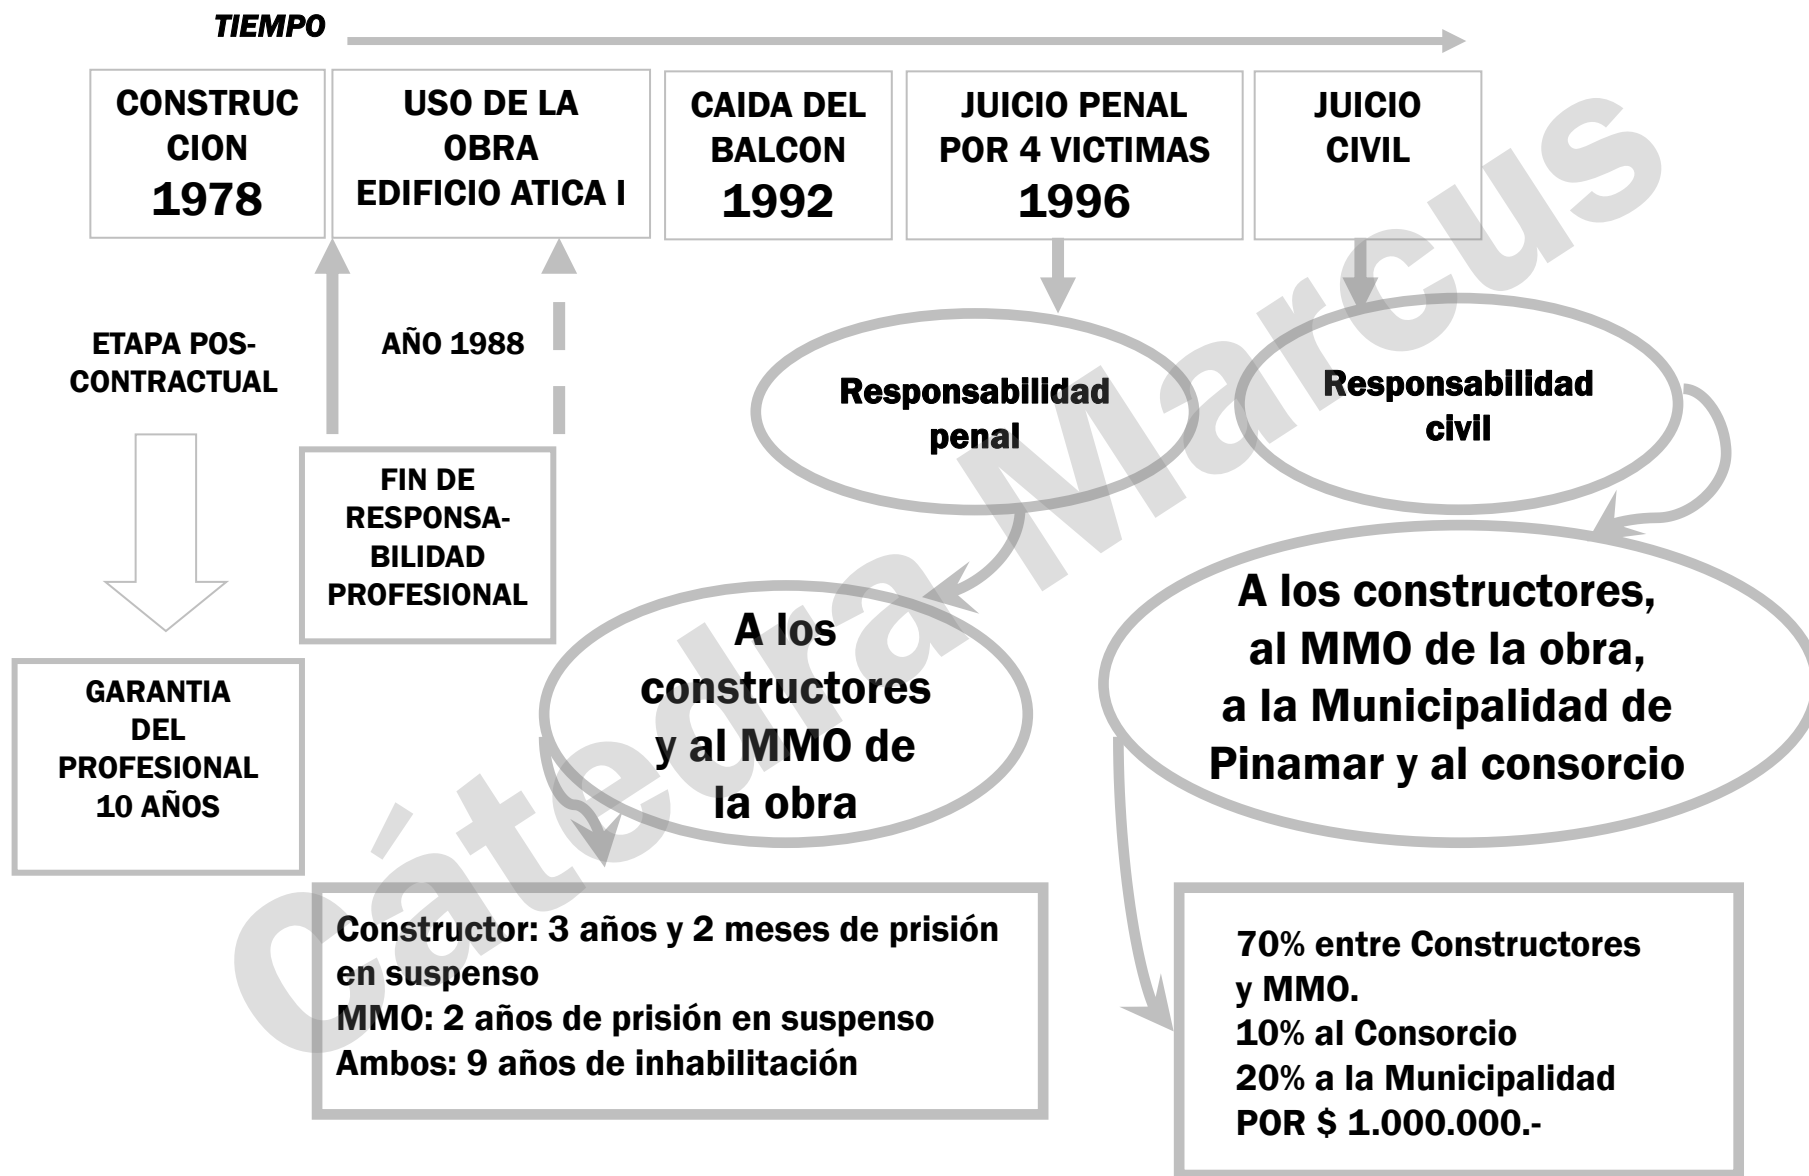 TIEMPO
CONSTRUC
CION
1978
USO DE LA
OBRA
EDIFICIO ATICA I
CAIDA DEL
BALCON
1992
JUICIO PENAL
POR 4 VICTIMAS
1996
JUICIO
CIVIL
ETAPA POS-
CONTRACTUAL
AÑO 1988
Responsabilidad
penal
Responsabilidad
civil
FIN DE
RESPONSA-
BILIDAD
PROFESIONAL
GARANTIA
DEL
PROFESIONAL
10 AÑOS
A los
constructores
y al MMO de
la obra
A los constructores,
al MMO de la obra,
a la Municipalidad de
Pinamar y al consorcio
Constructor: 3 años y 2 meses de prisión
en suspenso
MMO: 2 años de prisión en suspenso
Ambos: 9 años de inhabilitación
70% entre Constructores
y MMO.
10% al Consorcio
20% a la Municipalidad
POR $ 1.000.000.-
Cátedra Marcus